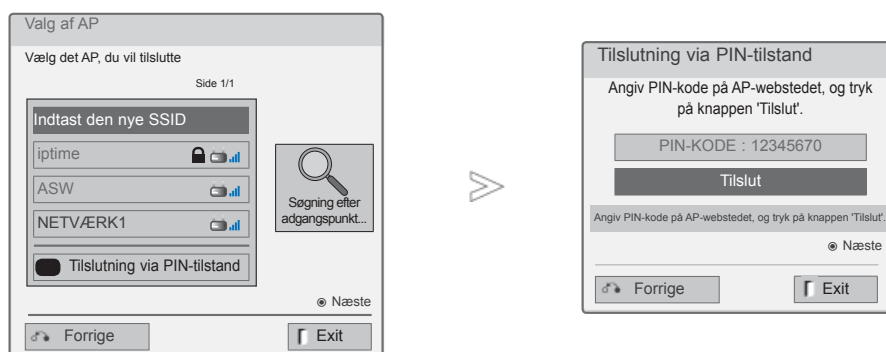 Valg af AP
Vælg det AP, du vil tilslutte
Side 1/1
Indtast den nye SSID
iptime
ASW
NETVÆRK1
Tilslutning via PIN-tilstand
Søgning efter
adgangspunkt...
Næste
Forrige
Exit
Tilslutning via PIN-tilstand
Angiv PIN-kode på AP-webstedet, og tryk
på knappen 'Tilslut'.
PIN-KODE : 12345670
Tilslut
Angiv PIN-kode på AP-webstedet, og tryk på knappen 'Tilslut'.
Næste
Forrige
Exit